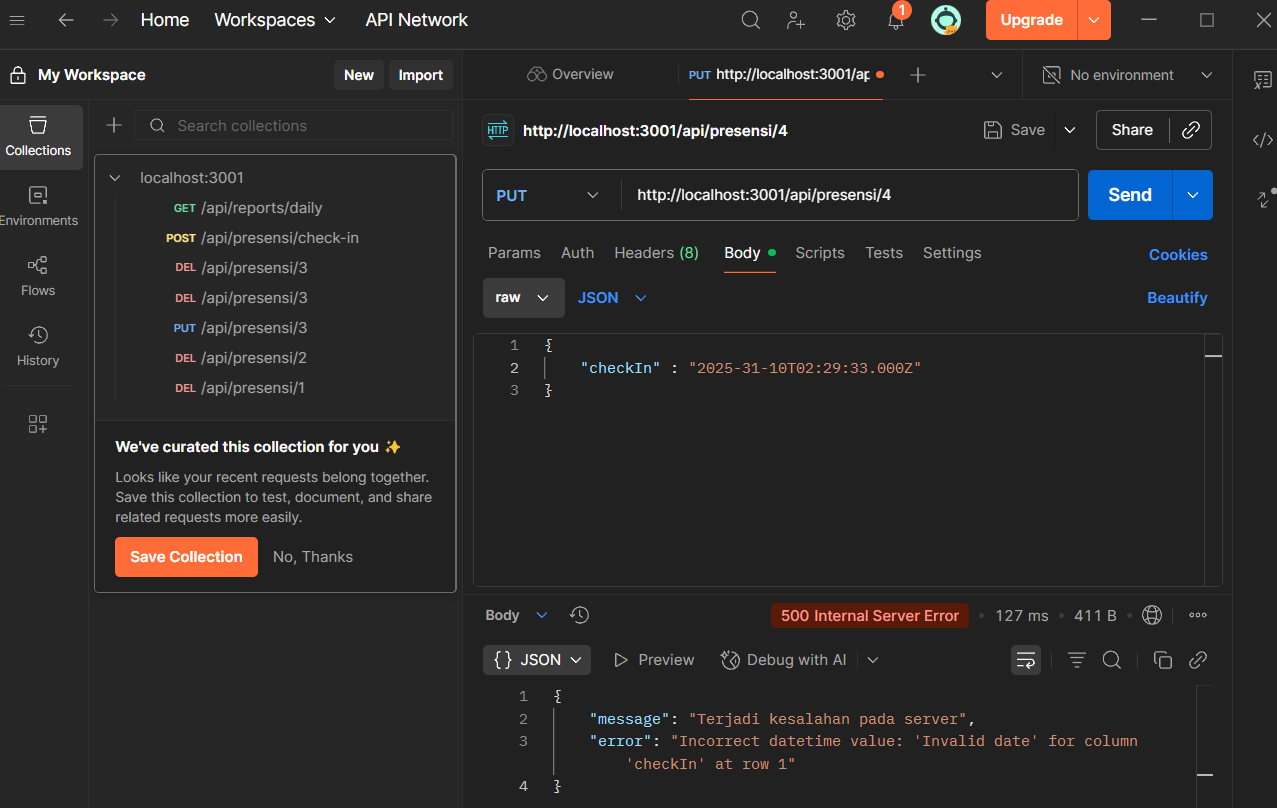 Home Workspaces API Network 1 Upgrade
My Workspace New Import Overview PUT http://localhost:3001/ap No environment
Search collections
Collections
Environments
Flows
History
localhost:3001
GET /api/reports/daily
POST /api/presensi/check-in
DEL /api/presensi/3
DEL /api/presensi/3
PUT /api/presensi/3
DEL /api/presensi/2
DEL /api/presensi/1
We've curated this collection for you ✨
Looks like your recent requests belong together.
Save this collection to test, document, and share
related requests more easily.
Save Collection No, Thanks
HTTP http://localhost:3001/api/presensi/4 Save Share
PUT http://localhost:3001/api/presensi/4 Send
Params Auth Headers (8) Body Scripts Tests Settings Cookies
raw JSON Beautify
1 {
2 "checkIn" : "2025-31-10T02:29:33.000Z"
3 }
Body 500 Internal Server Error 127 ms 411 B
{} JSON Preview Debug with AI
1 {
2 "message": "Terjadi kesalahan pada server",
3 "error": "Incorrect datetime value: 'Invalid date' for column
'checkIn' at row 1"
4 }